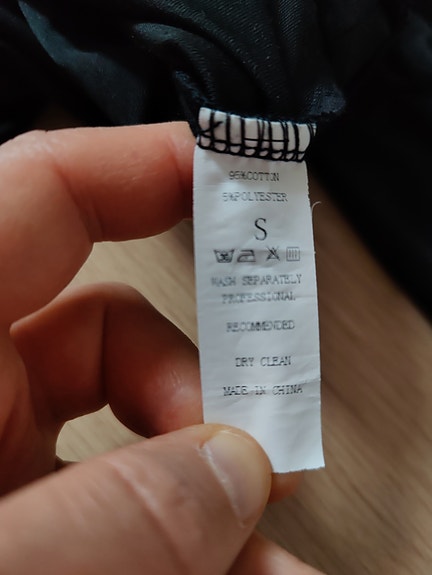 95%COTTON
5%POLYESTER
S
WASH SEPARATELY
PROFESSIONAL
RECOMMENDED
DRY CLEAN
MADE IN CHINA